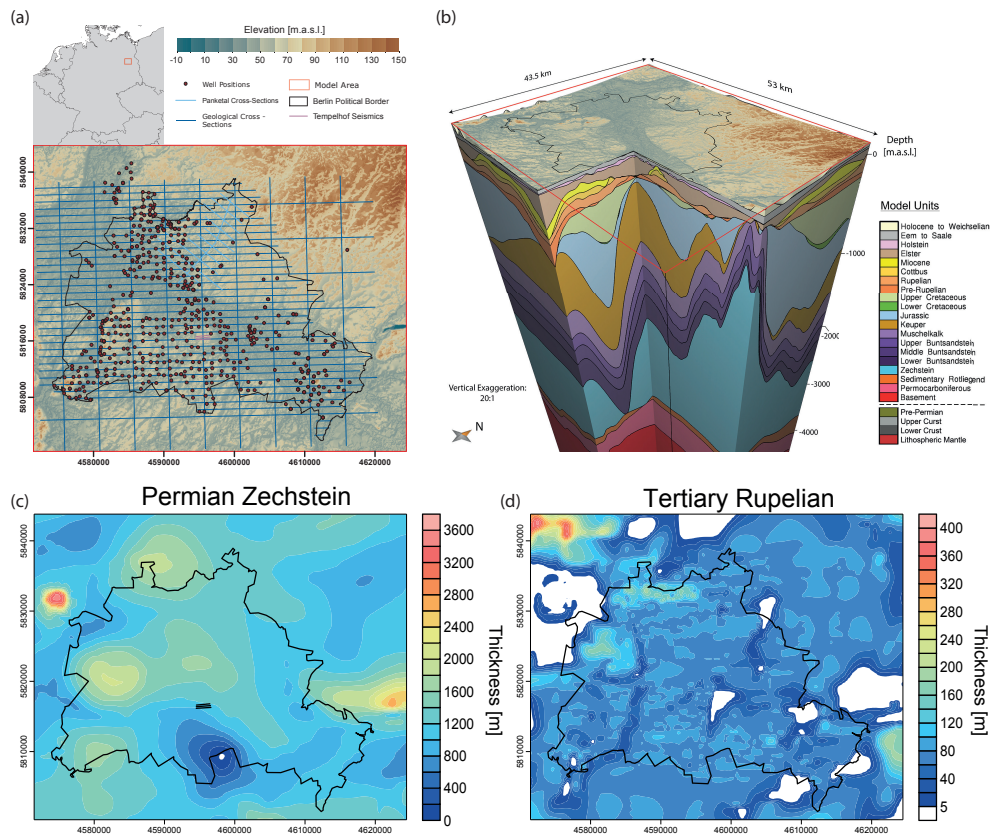 (a)
Elevation [m.a.s.l.]
-10 10 30 50 70 90 110 130 150
Well Positions
Model Area
Panketal Cross-Sections
Berlin Political Border
Geological Cross -
Sections
Tempelhof Seismics
5840000
5832000
5824000
5816000
5808000
4580000 4590000 4600000 4610000 4620000
(b)
43.5 km
53 km
Depth
[m.a.s.l.]
0
-1000
-2000
-3000
-4000
Vertical Exaggeration:
20:1
N
Model Units
Holocene to Weichselian
Eem to Saale
Holstein
Elster
Miocene
Cottbus
Rupelian
Pre-Rupelian
Upper Cretaceous
Lower Cretaceous
Jurassic
Keuper
Muschelkalk
Upper Buntsandstein
Middle Buntsandstein
Lower Buntsandstein
Zechstein
Sedimentary Rotliegend
Permocarboniferous
Basement
Pre-Permian
Upper Curst
Lower Crust
Lithospheric Mantle
(c)
Permian Zechstein
5840000
5830000
5820000
5810000
4580000 4590000 4600000 4610000 4620000
3600
3200
2800
2400
2000
1600
1200
800
400
0
Thickness [m]
(d)
Tertiary Rupelian
5840000
5830000
5820000
5810000
4580000 4590000 4600000 4610000 4620000
400
360
320
280
240
200
160
120
80
40
5
Thickness [m]